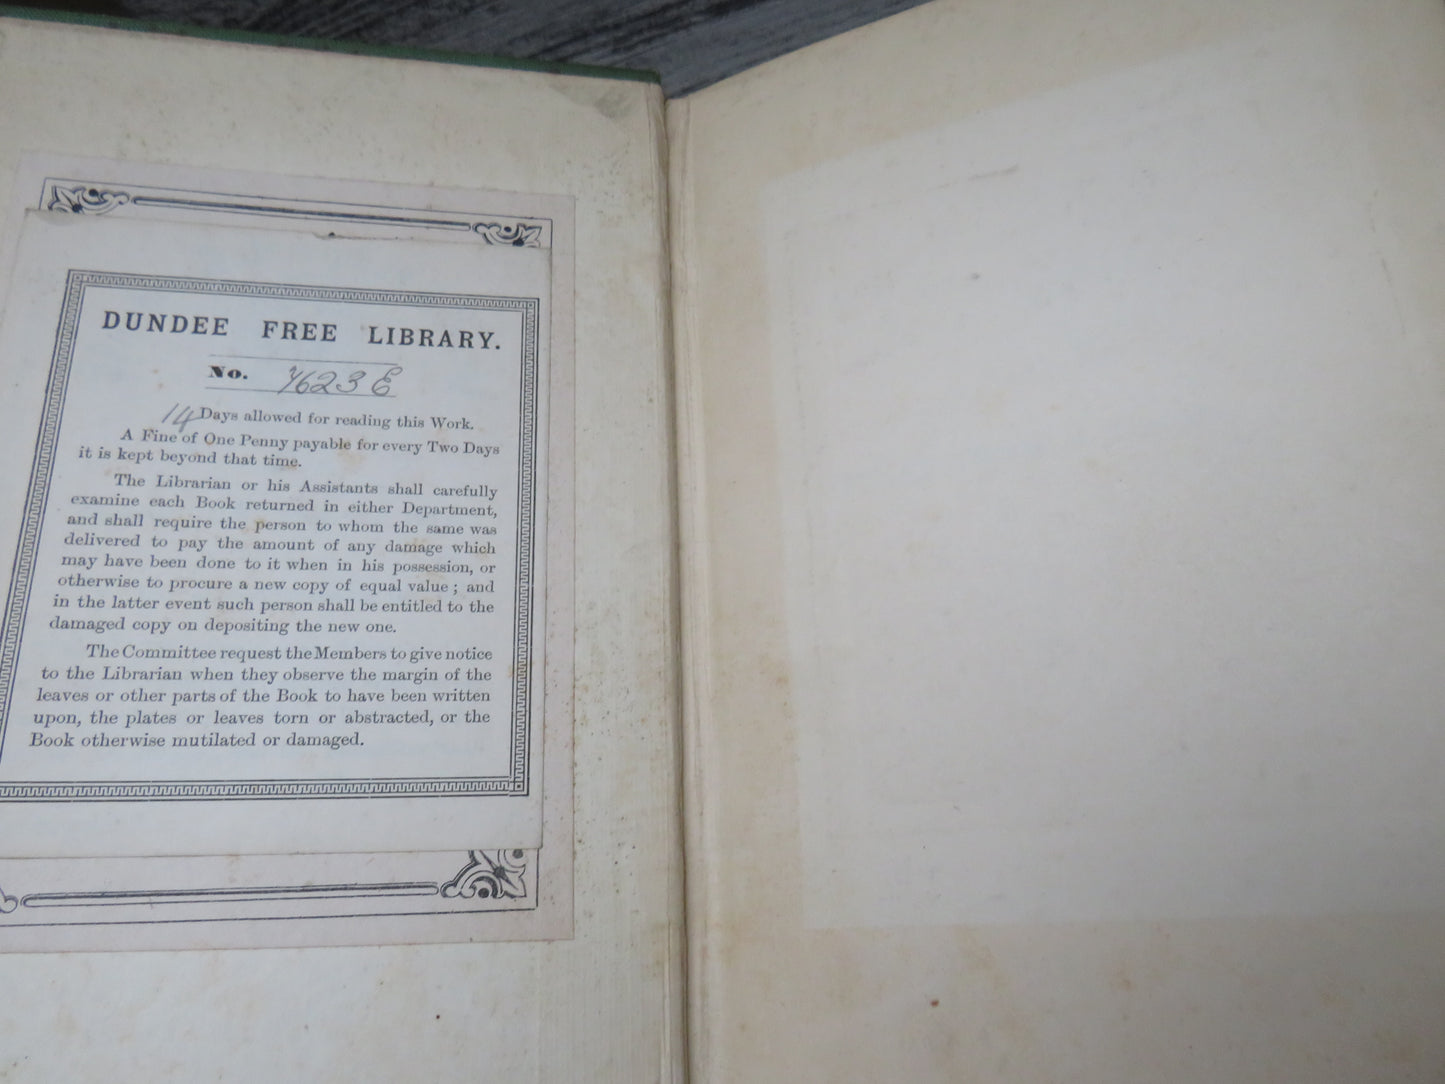 DUNDEE FREE LIBRARY.
No. 7623 E
14 Days allowed for reading this Work.
A Fine of One Penny payable for every Two Days
it is kept beyond that time.
The Librarian or his Assistants shall carefully
examine each Book returned in either Department,
and shall require the person to whom the same was
delivered to pay the amount of any damage which
may have been done to it when in his possession, or
otherwise to procure a new copy of equal value; and
in the latter event such person shall be entitled to the
damaged copy on depositing the new one.
The Committee request the Members to give notice
to the Librarian when they observe the margin of the
leaves or other parts of the Book to have been written
upon, the plates or leaves torn or abstracted, or the
Book otherwise mutilated or damaged.